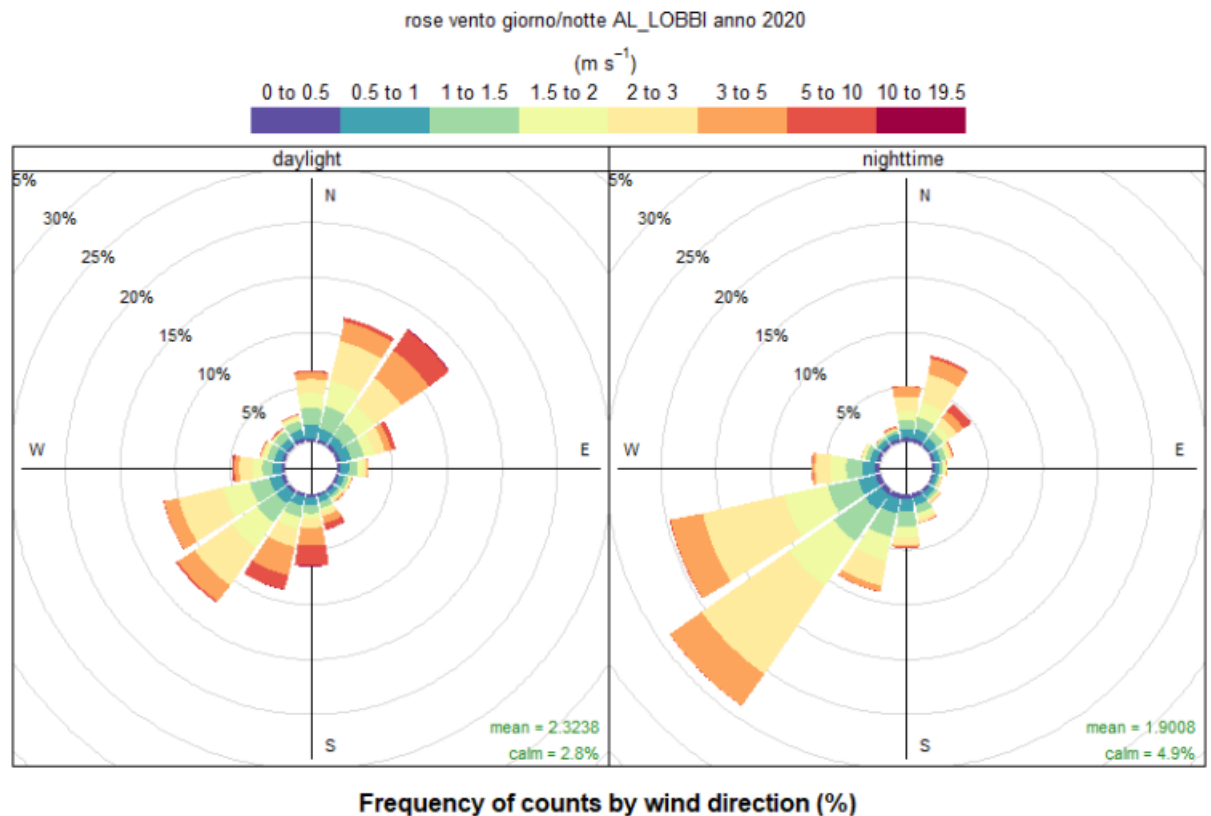 rose vento giorno/notte AL_LOBBI anno 2020
(m s⁻¹)
0 to 0.5 0.5 to 1 1 to 1.5 1.5 to 2 2 to 3 3 to 5 5 to 10 10 to 19.5
daylight
5%
30%
25%
20%
15%
10%
5%
N
W
E
S
mean = 2.3238
calm = 2.8%
nighttime
5%
30%
25%
20%
15%
10%
5%
N
W
E
S
mean = 1.9008
calm = 4.9%
Frequency of counts by wind direction (%)